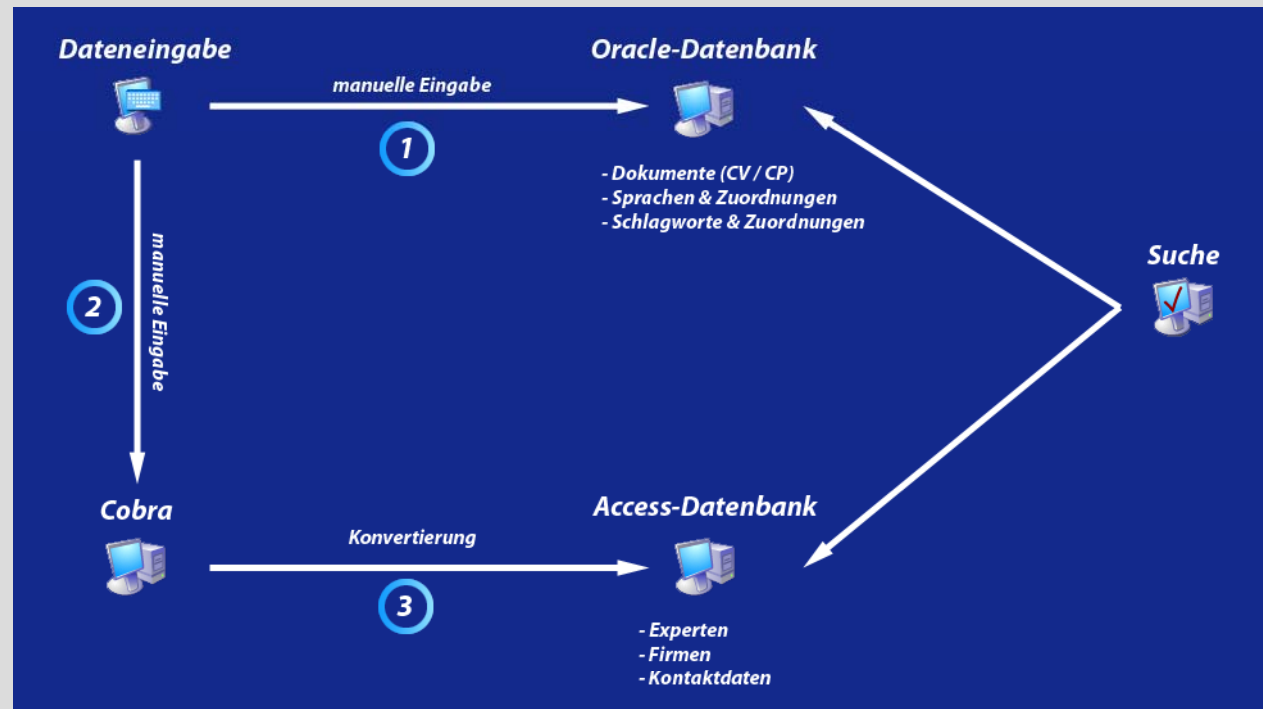 Dateneingabe
Oracle-Datenbank
manuelle Eingabe
1
- Dokumente (CV / CP)
- Sprachen & Zuordnungen
- Schlagworte & Zuordnungen
Suche
manuelle Eingabe
2
Cobra
Access-Datenbank
Konvertierung
3
- Experten
- Firmen
- Kontaktdaten